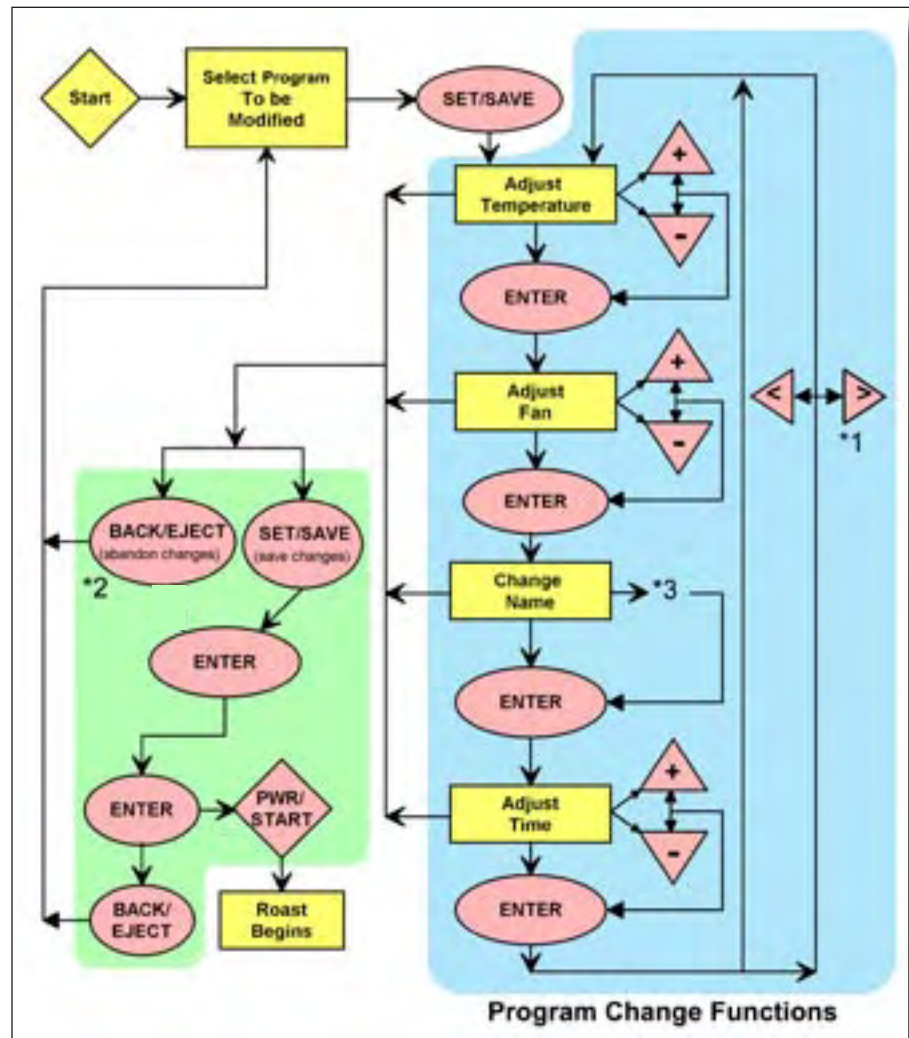 Start
Select Program
To be
Modified
SET/SAVE
Adjust
Temperature
+
-
ENTER
Adjust
Fan
+
-
ENTER
<
>
*1
BACK/EJECT
(abandon changes)
*2
SET/SAVE
(save changes)
Change
Name
*3
ENTER
ENTER
Adjust
Time
+
-
ENTER
ENTER
PWR/
START
BACK/
EJECT
Roast
Begins
Program Change Functions